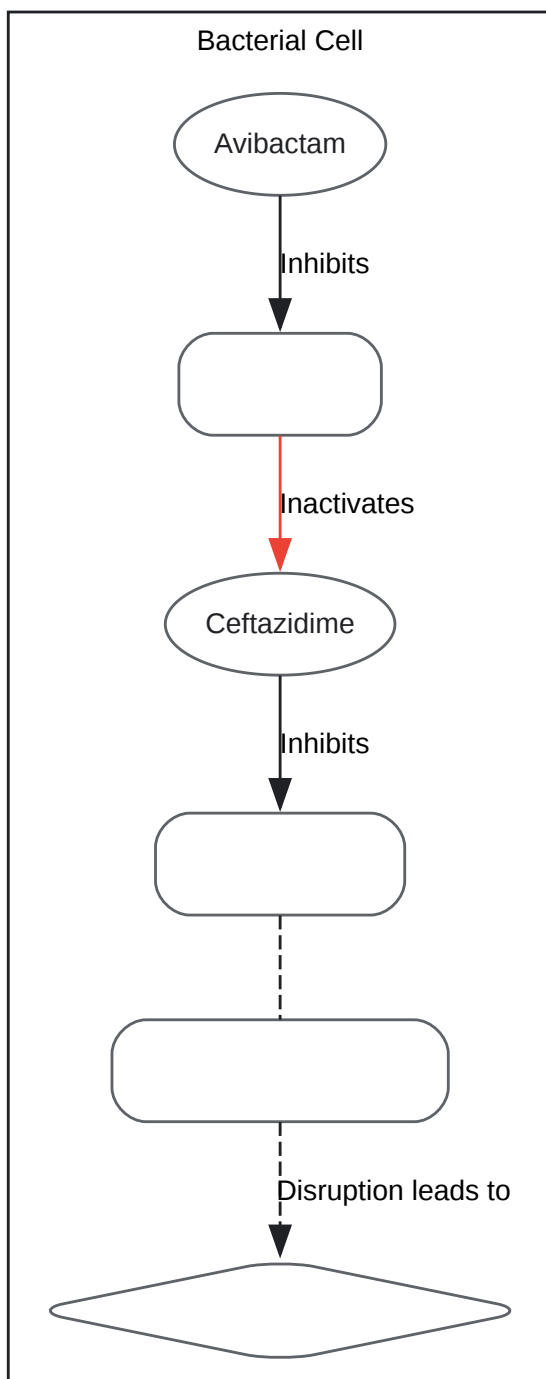 Bacterial Cell
Avibactam
Inhibits
Inactivates
Ceftazidime
Inhibits
Disruption leads to